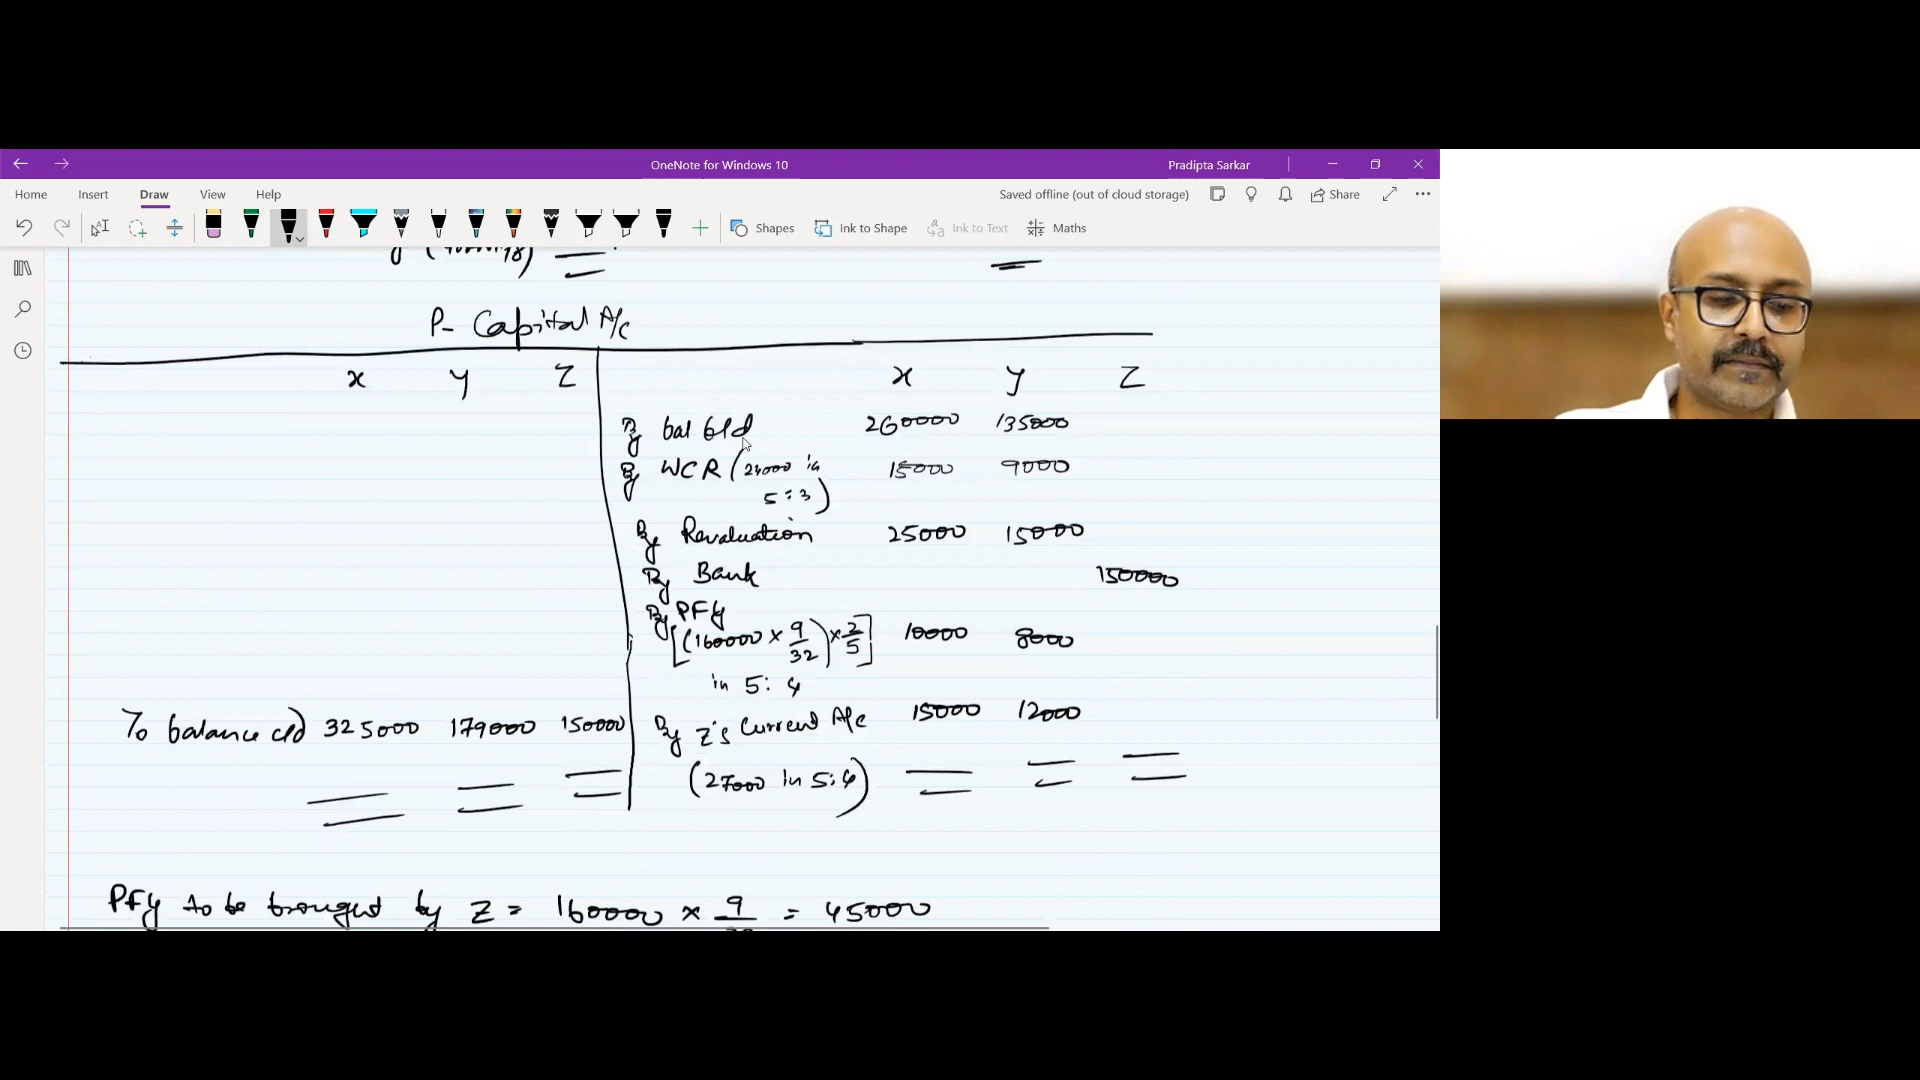 OneNote for Windows 10
Pradipta Sarkar
Home Insert Draw View Help
Saved offline (out of cloud storage) Share
Shapes Ink to Shape Ink to Text Maths
P- Capital A/c
x y Z x y Z
By bal b/d 260000 135000
By WCR (24000 in 15000 9000
5:3)
By Revaluation 25000 15000
By Bank 150000
By PFG
[(160000 × 9/32) × 2/5] 10000 8000
in 5:4
To balance c/d 325000 179000 150000 By Z's Current A/c 15000 12000
(27000 in 5:4)
PFG to be brought by Z = 160000 × 9 = 45000